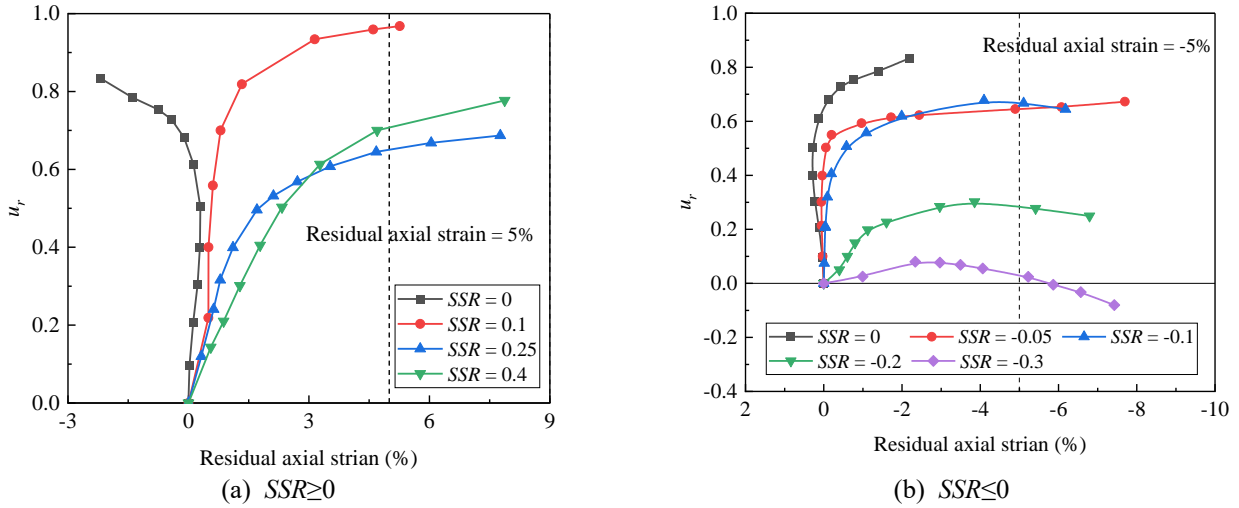 1.0
0.8
0.6
0.4
0.2
0.0
u_r
Residual axial strain = 5%
SSR = 0
SSR = 0.1
SSR = 0.25
SSR = 0.4
-3 0 3 6 9
Residual axial strian (%)
(a) SSR≥0
1.0
0.8
0.6
0.4
0.2
0.0
-0.2
-0.4
u_r
Residual axial strain = -5%
SSR = 0 SSR = -0.05 SSR = -0.1
SSR = -0.2 SSR = -0.3
2 0 -2 -4 -6 -8 -10
Residual axial strian (%)
(b) SSR≤0